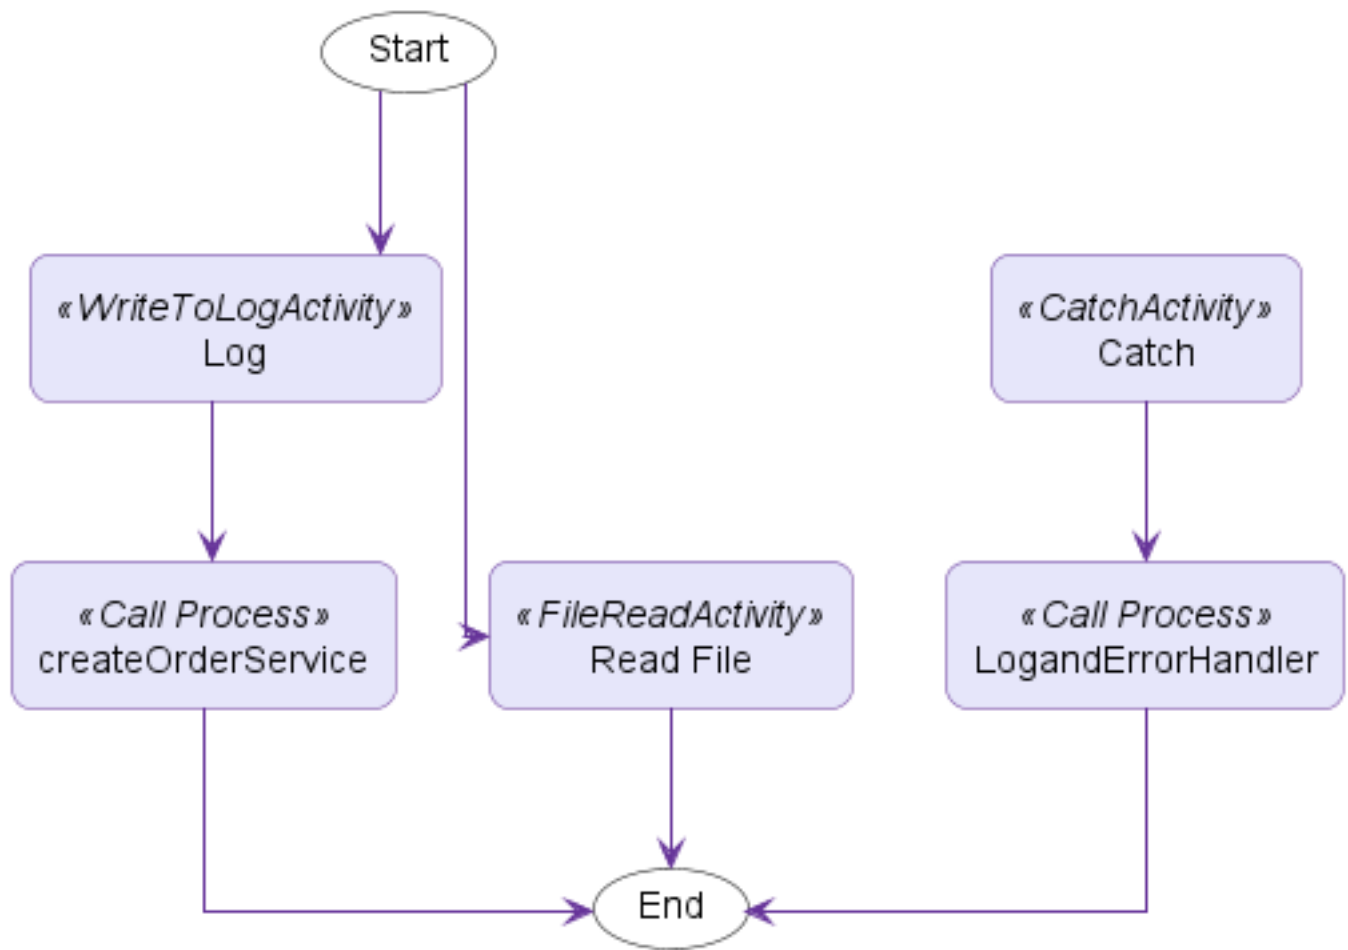 Start
«WriteToLogActivity»
Log
«CatchActivity»
Catch
«Call Process»
createOrderService
«FileReadActivity»
Read File
«Call Process»
LogandErrorHandler
End